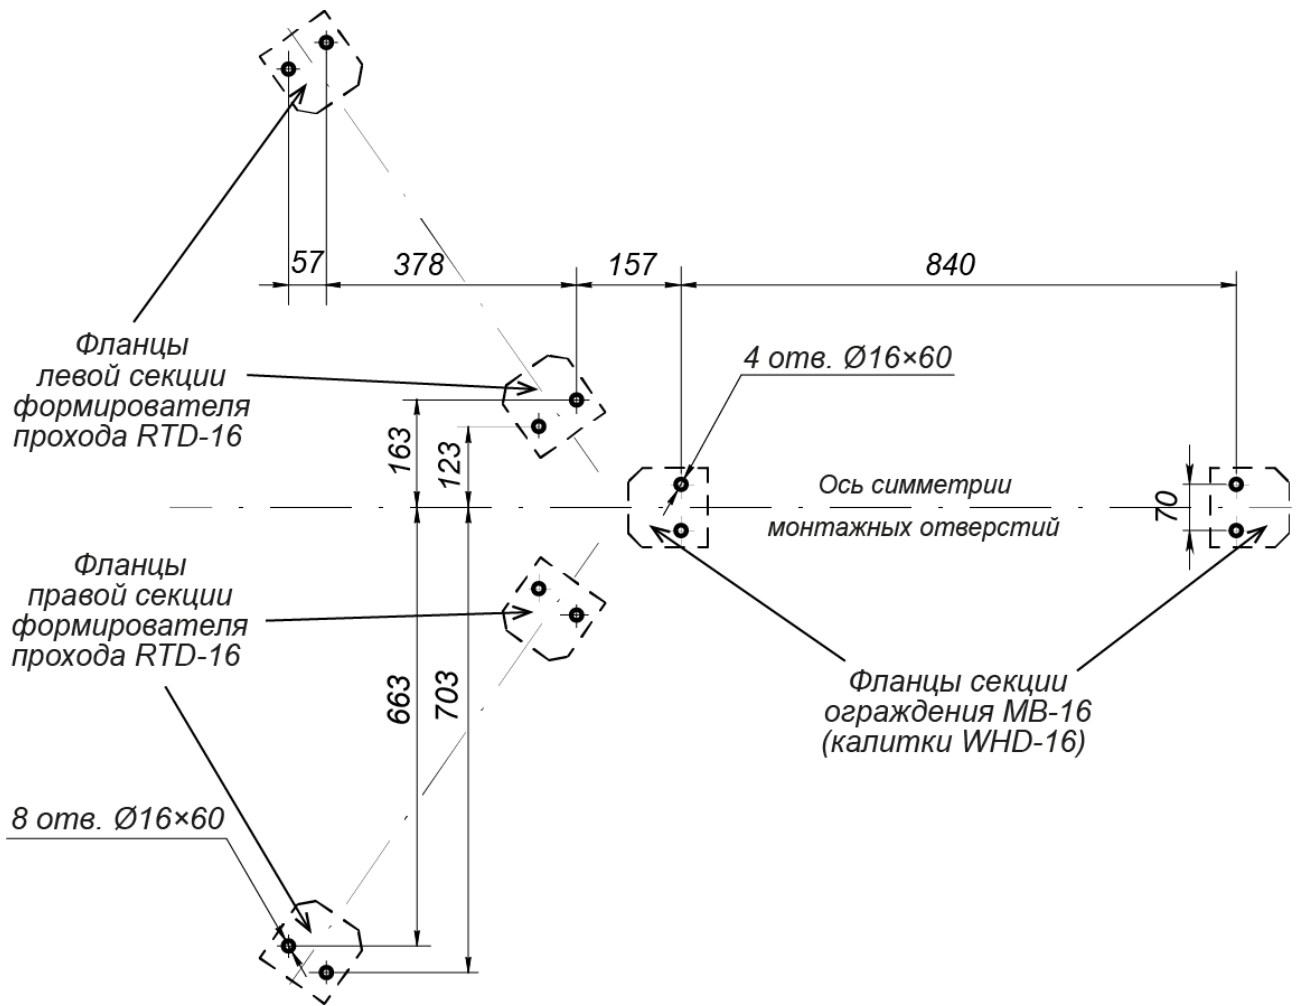 57
378
157
840
Фланцы
левой секции
формирователя
прохода RTD-16
4 отв. Ø16×60
163
123
Ось симметрии
монтажных отверстий
70
Фланцы
правой секции
формирователя
прохода RTD-16
663
703
Фланцы секции
ограждения MB-16
(калитки WHD-16)
8 отв. Ø16×60